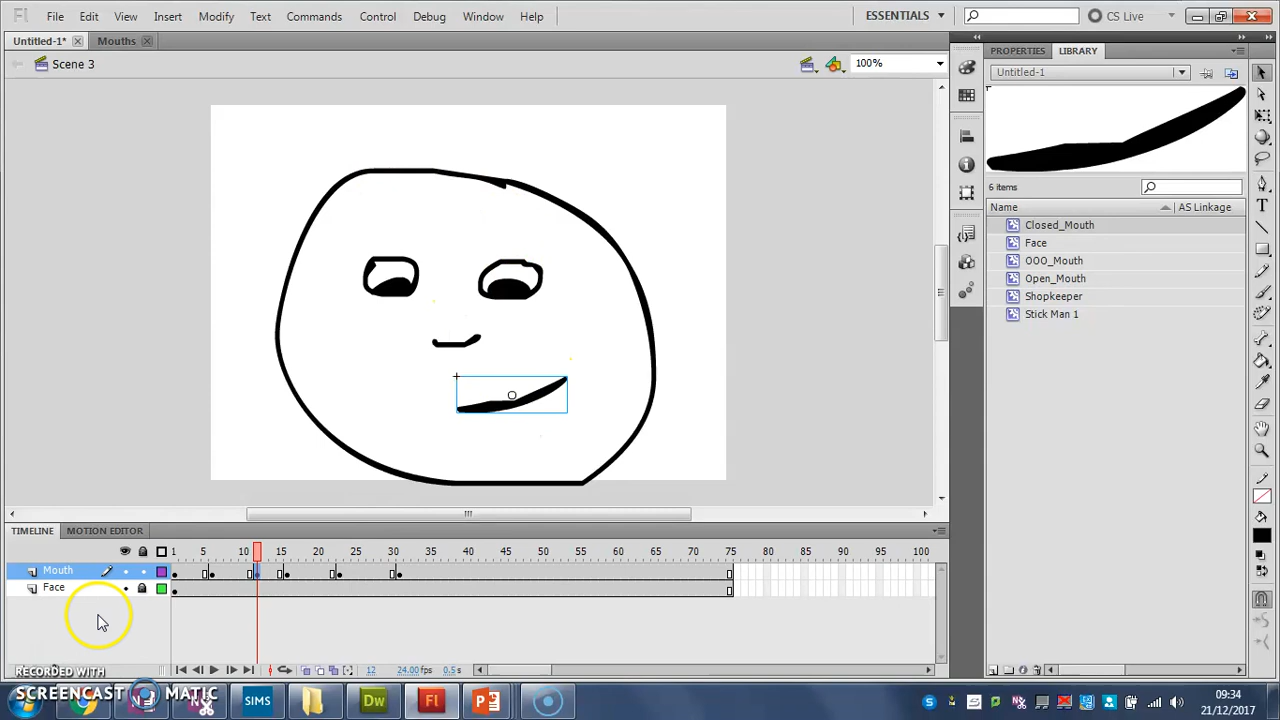 Fl File Edit View Insert Modify Text Commands Control Debug Window Help ESSENTIALS CS Live
Untitled-1* Mouths
Scene 3 100%
PROPERTIES LIBRARY
Untitled-1
6 items
Name AS Linkage
Closed_Mouth
Face
OOO_Mouth
Open_Mouth
Shopkeeper
Stick Man 1
TIMELINE MOTION EDITOR
1 5 10 15 20 25 30 35 40 45 50 55 60 65 70 75 80 85 90 95 100
Mouth
Face
12 24.00 fps 0.5 s
RECORDED WITH
SCREENCAST MATIC
SIMS Dw Fl
09:34
21/12/2017